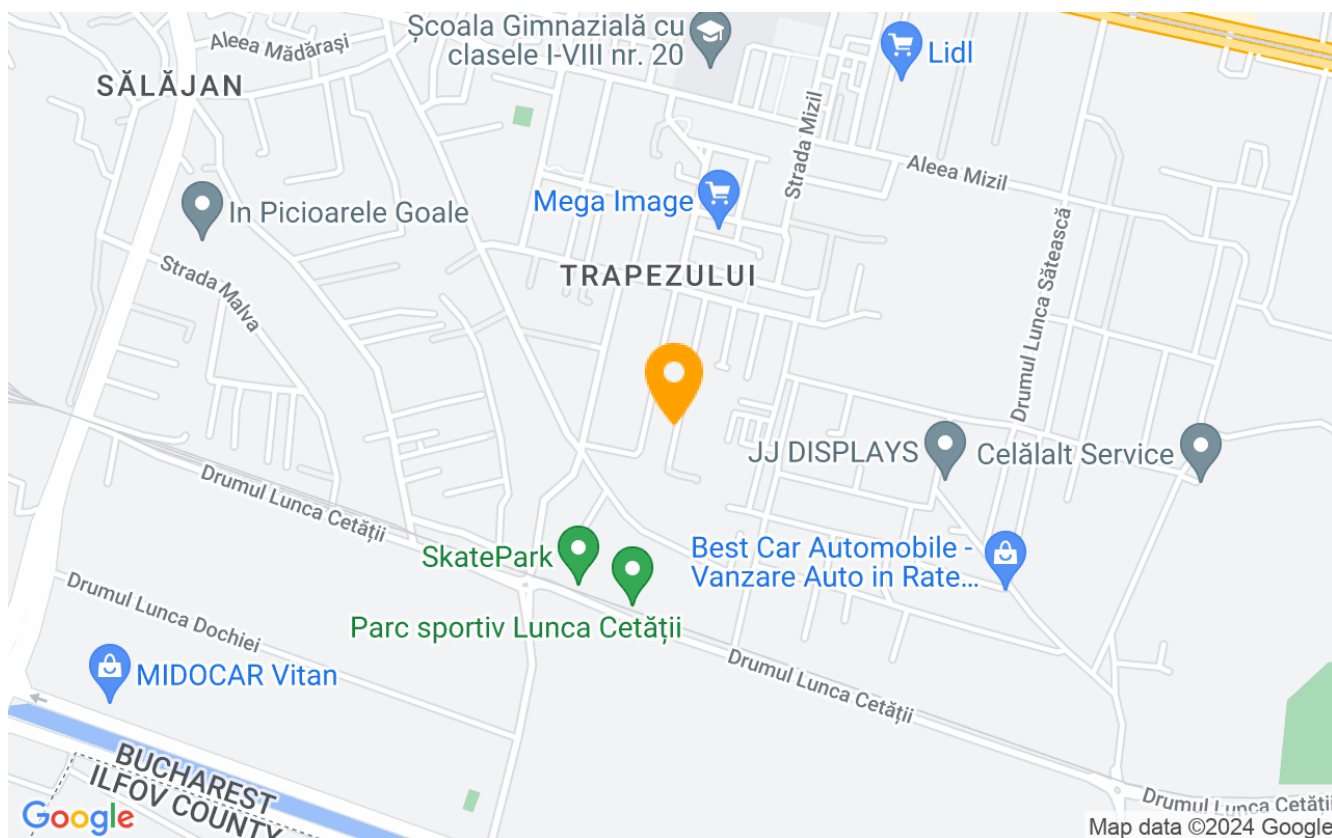 Aleea Mădărași
Școala Gimnazială cu
clasele I-VIII nr. 20
Lidl
SĂLĂJAN
Strada Mizil
Aleea Mizil
In Picioarele Goale
Mega Image
Drumul Lunca Sătească
Strada Malva
TRAPEZULUI
JJ DISPLAYS
Celălalt Service
Drumul Lunca Cetății
SkatePark
Best Car Automobile -
Vanzare Auto in Rate...
Drumul Lunca Dochiei
Parc sportiv Lunca Cetății
MIDOCAR Vitan
Drumul Lunca Cetății
BUCHAREST
ILFOV COUNTY
Drumul Lunca Cetății
Google
Map data ©2024 Google